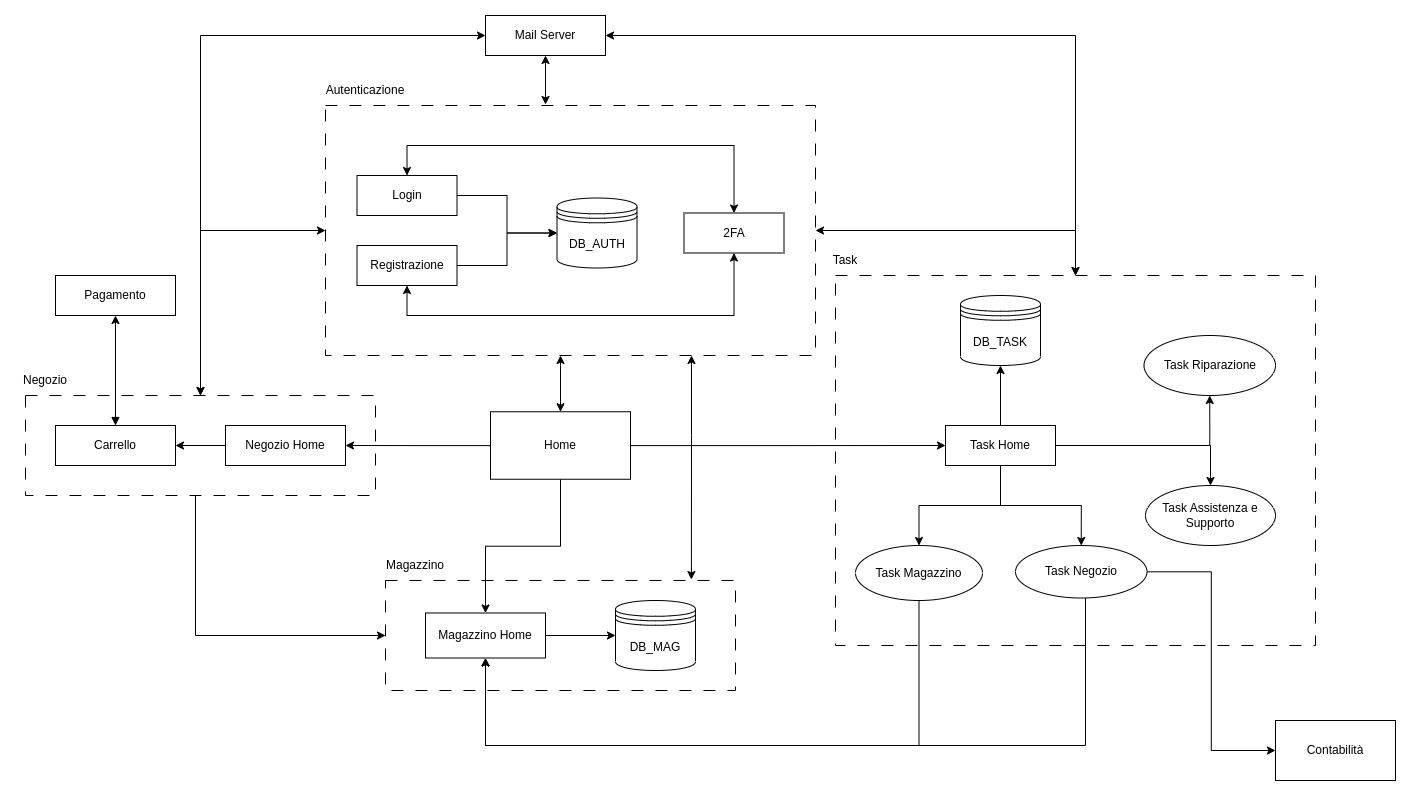 Mail Server
Autenticazione
Login
Registrazione
DB_AUTH
2FA
Task
Pagamento
DB_TASK
Task Riparazione
Negozio
Carrello
Negozio Home
Home
Task Home
Task Assistenza e
Supporto
Magazzino
Task Magazzino
Task Negozio
Magazzino Home
DB_MAG
Contabilità